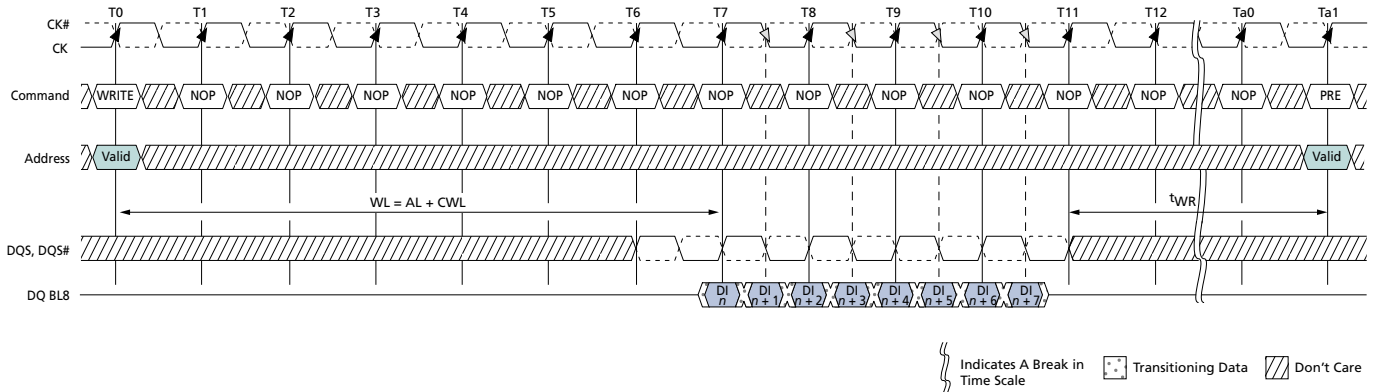 T0 T1 T2 T3 T4 T5 T6 T7 T8 T9 T10 T11 T12 Ta0 Ta1
CK#
CK
Command WRITE NOP NOP NOP NOP NOP NOP NOP NOP NOP NOP NOP NOP NOP PRE
Address Valid Valid
WL = AL + CWL tWR
DQS, DQS#
DQ BL8 DI n DI n + 1 DI n + 2 DI n + 3 DI n + 4 DI n + 5 DI n + 6 DI n + 7
Indicates A Break in
Time Scale
Transitioning Data
Don't Care